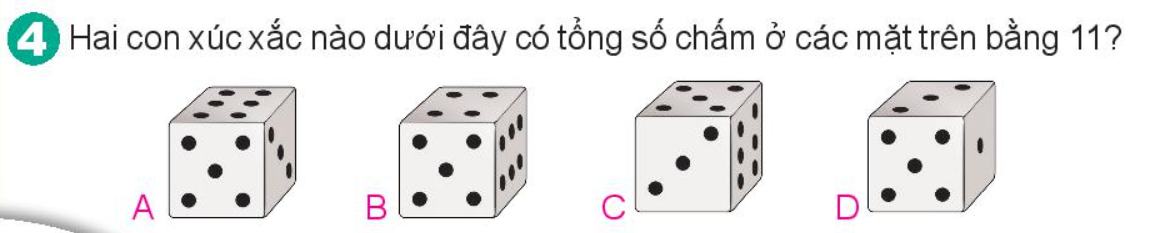 4 Hai con xúc xắc nào dưới đây có tổng số chấm ở các mặt trên bằng 11?
A B C D